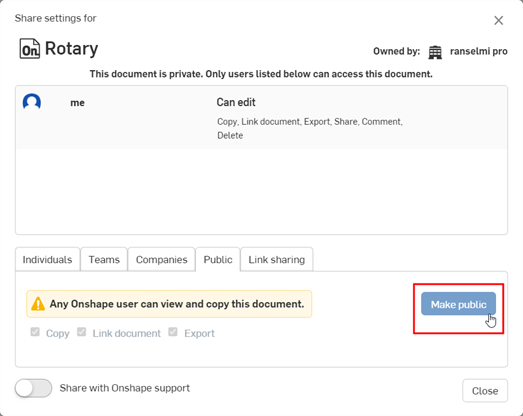 Share settings for
On Rotary
Owned by: ranselmi pro
This document is private. Only users listed below can access this document.
me Can edit
Copy, Link document, Export, Share, Comment,
Delete
Individuals Teams Companies Public Link sharing
Any Onshape user can view and copy this document.
Make public
Copy Link document Export
Share with Onshape support
Close